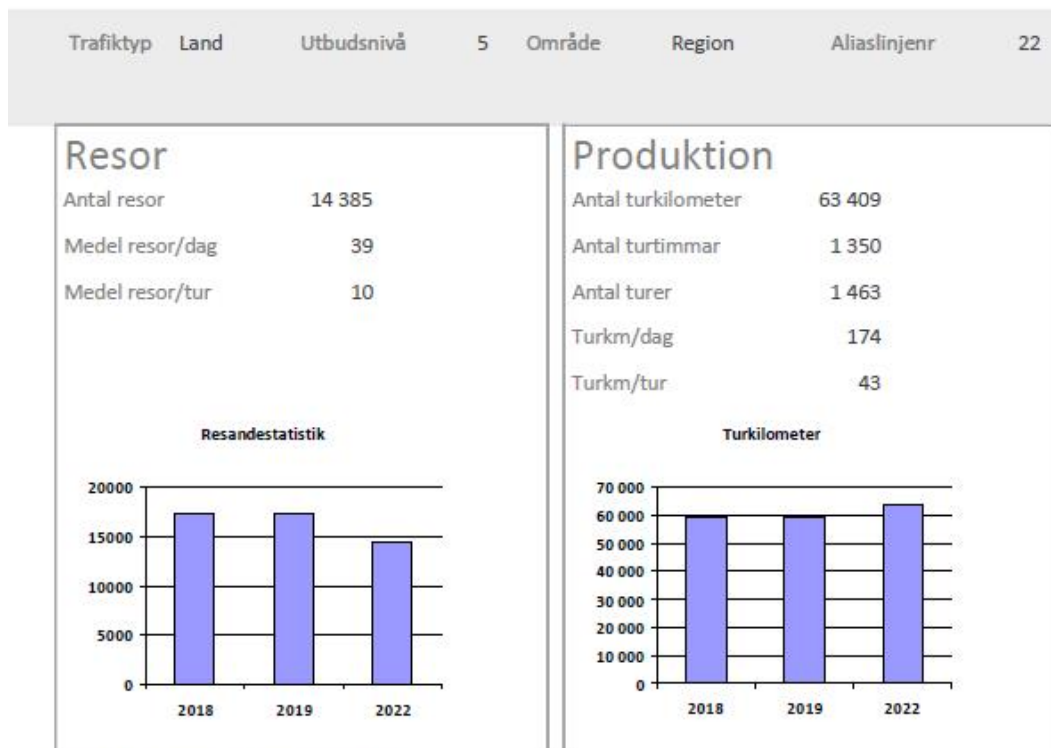 Trafiktyp Land Utbudsnivå 5 Område Region Aliaslinjenr 22
Resor
Antal resor 14 385
Medel resor/dag 39
Medel resor/tur 10
Resandestatistik
20000
15000
10000
5000
0
2018 2019 2022
Produktion
Antal turkilometer 63 409
Antal turtimmar 1 350
Antal turer 1 463
Turkm/dag 174
Turkm/tur 43
Turkilometer
70 000
60 000
50 000
40 000
30 000
20 000
10 000
0
2018 2019 2022